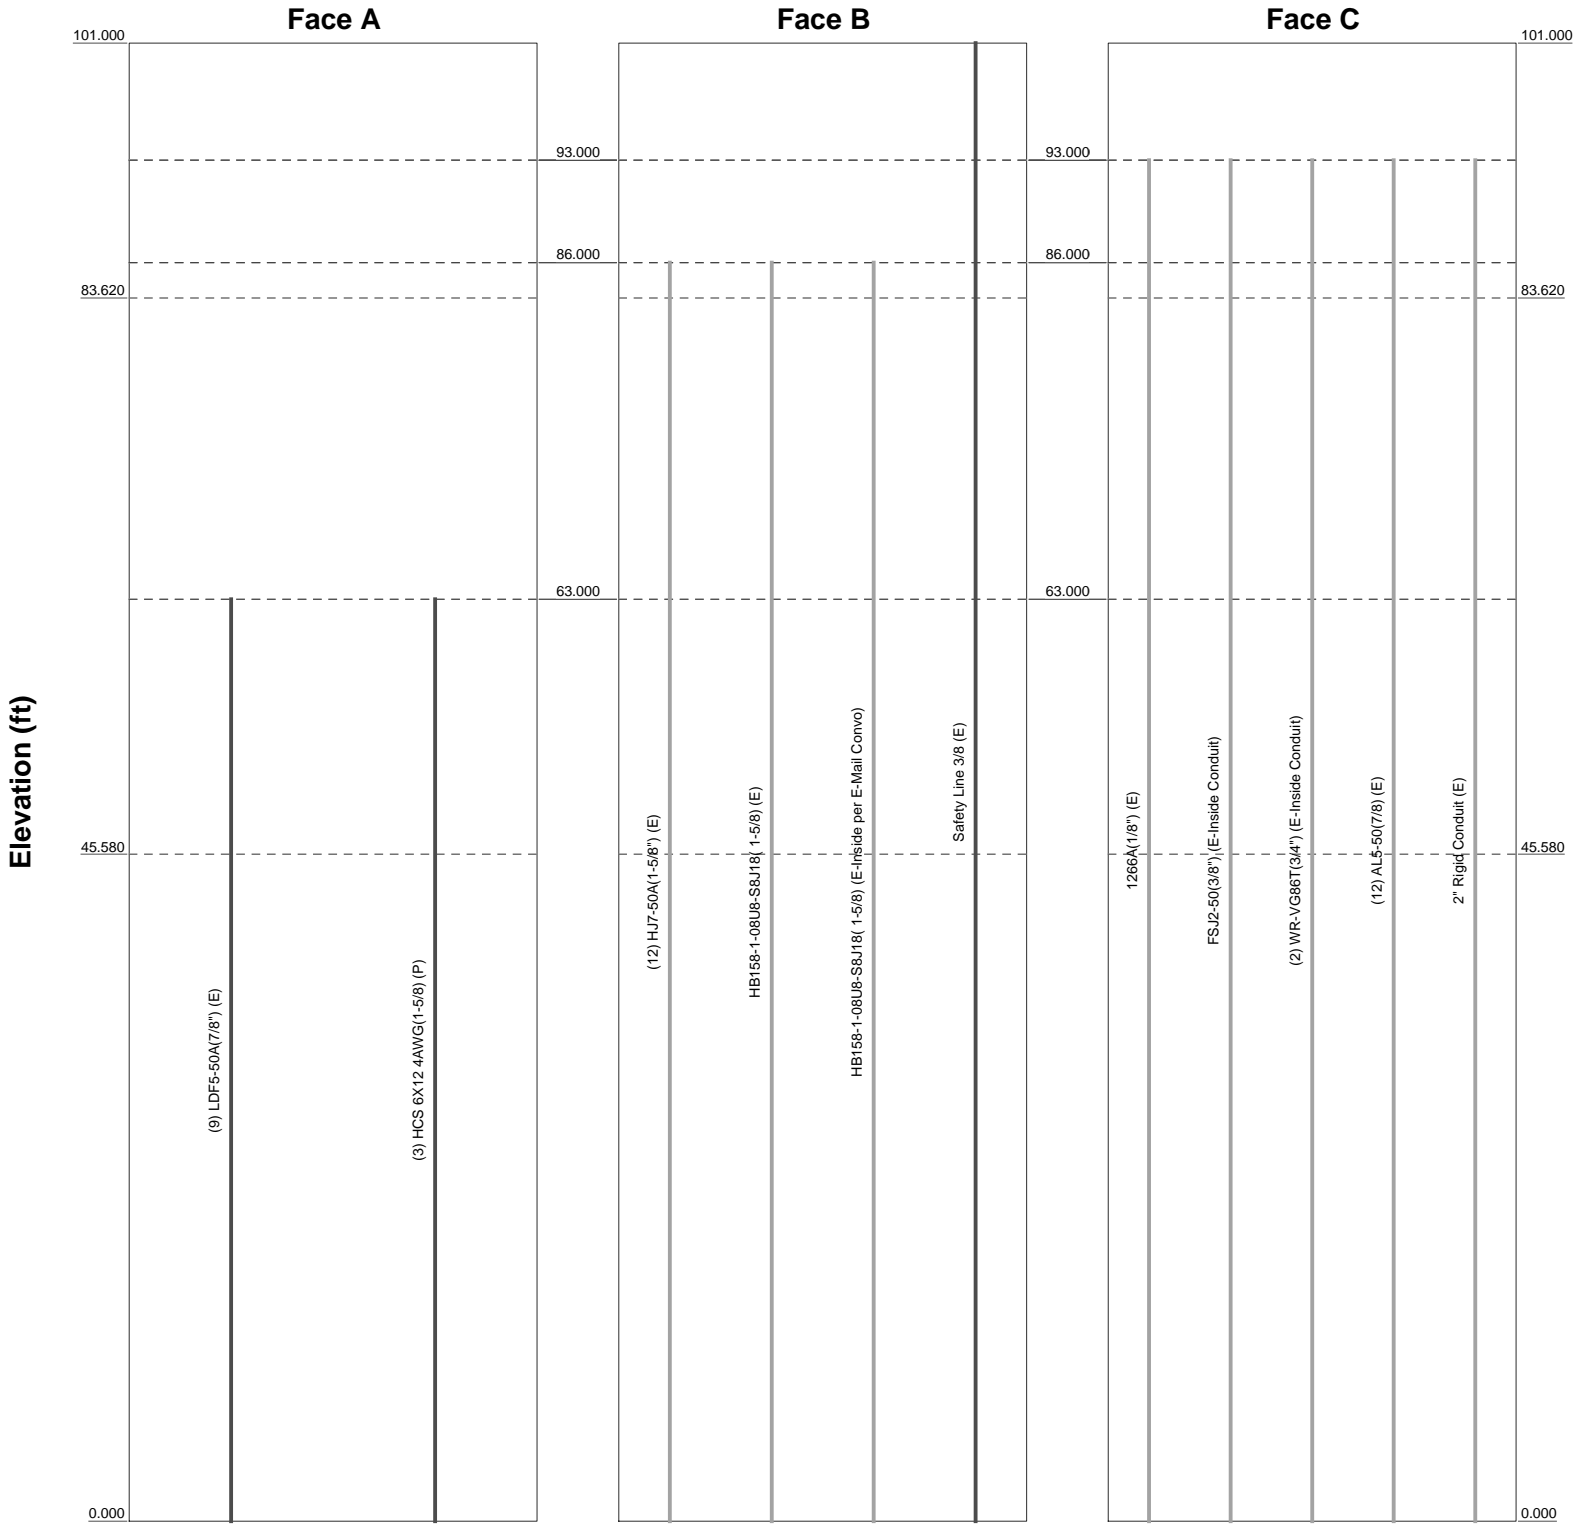 Face A
Face B
Face C
101.000
101.000
93.000
93.000
86.000
86.000
83.620
83.620
63.000
63.000
45.580
45.580
0.000
0.000
Elevation (ft)
(9) LDF5-50A(7/8") (E)
(3) HCS 6X12 4AWG(1-5/8) (P)
(12) HJ7-50A(1-5/8") (E)
HB158-1-08U8-S8J18( 1-5/8) (E)
HB158-1-08U8-S8J18( 1-5/8) (E-Inside per E-Mail Convo)
Safety Line 3/8 (E)
1266A(1/8") (E)
FSJ2-50(3/8") (E-Inside Conduit)
(2) WR-VG86T(3/4") (E-Inside Conduit)
(12) AL5-50(7/8) (E)
2" Rigid Conduit (E)